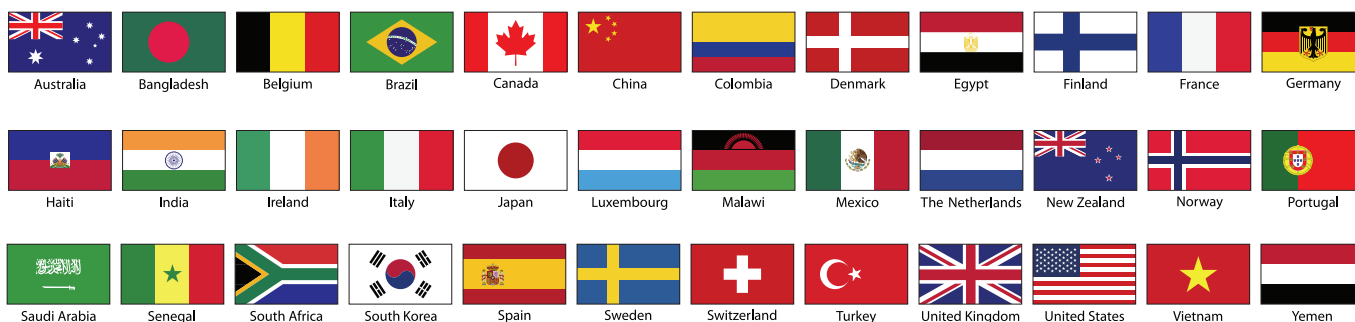 Australia Bangladesh Belgium Brazil Canada China Colombia Denmark Egypt Finland France Germany
Haiti India Ireland Italy Japan Luxembourg Malawi Mexico The Netherlands New Zealand Norway Portugal
Saudi Arabia Senegal South Africa South Korea Spain Sweden Switzerland Turkey United Kingdom United States Vietnam Yemen